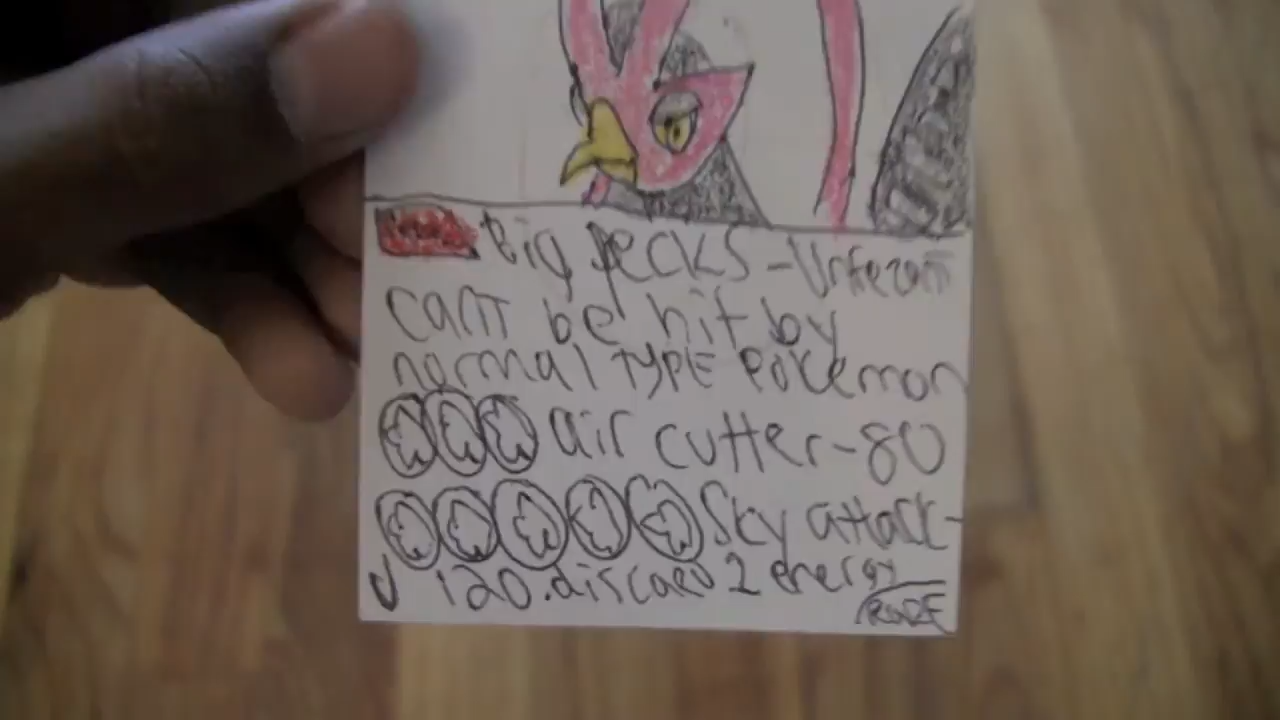 Big pecks - Unfezant
cant be hit by
normal TYPE Pokemon
air cutter-80
Sky attack-
120. discard 2 energy
RARE